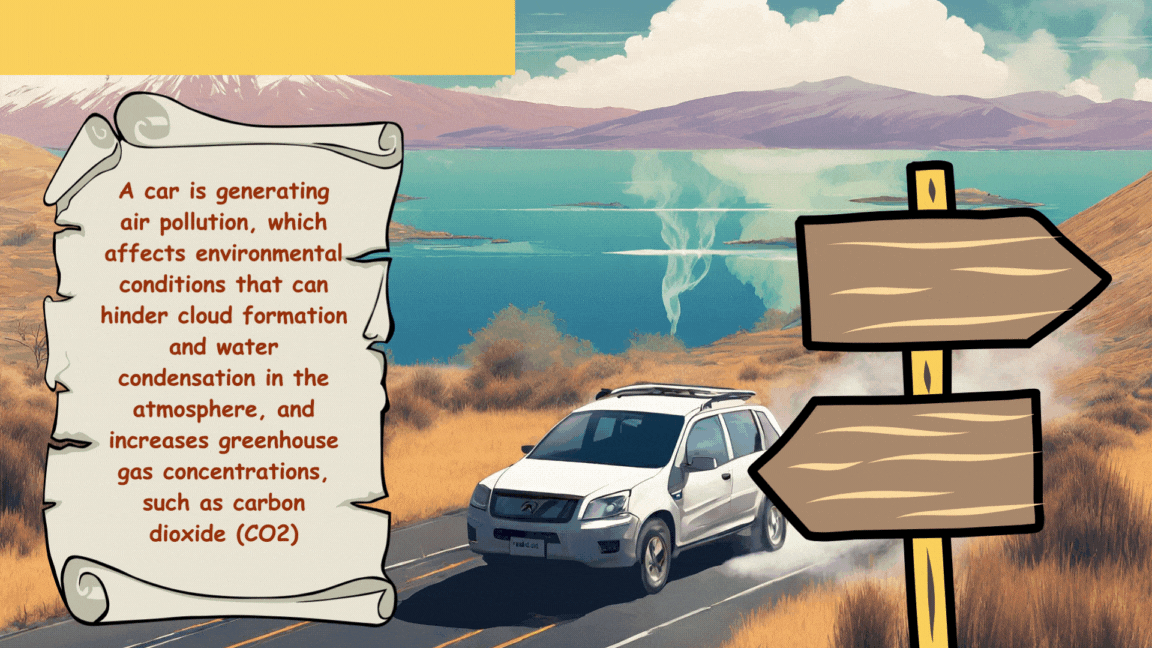 A car is generating
air pollution, which
affects environmental
conditions that can
hinder cloud formation
and water
condensation in the
atmosphere, and
increases greenhouse
gas concentrations,
such as carbon
dioxide (CO2)